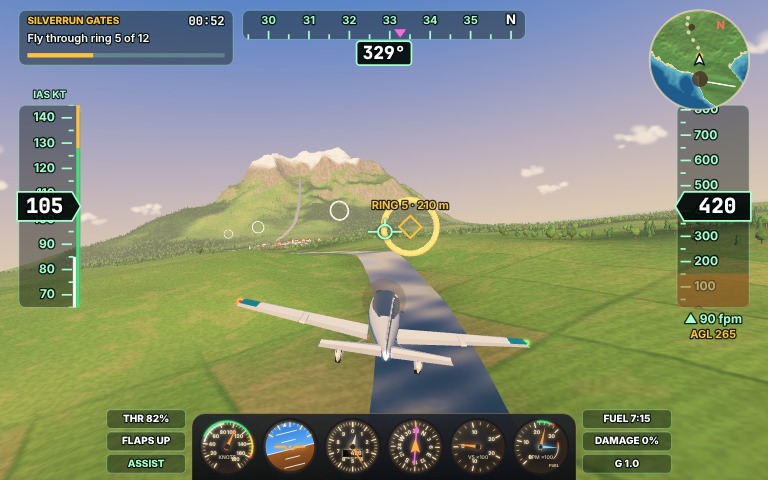 SILVERRUN GATES 00:52
Fly through ring 5 of 12
30 31 32 33 34 35 N
329°
N
IAS KT
140
130
120
105
90
80
70
RING 5 • 210 m
700
600
500
420
300
200
100
▲ 90 fpm
AGL 265
THR 82%
FLAPS UP
ASSIST
FUEL 7:15
DAMAGE 0%
G 1.0